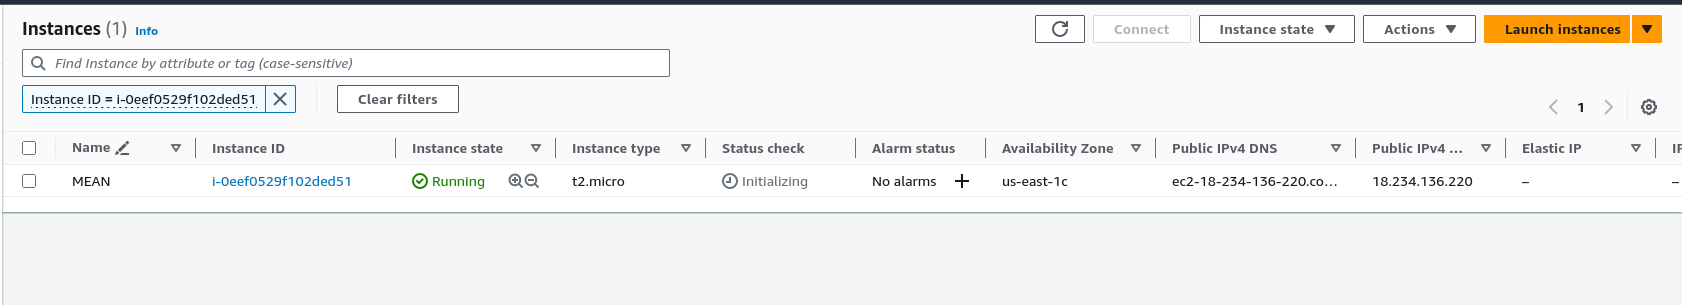 Instances (1) Info Connect Instance state Actions Launch instances
Find Instance by attribute or tag (case-sensitive)
Instance ID = i-0eef0529f102ded51 Clear filters 1
Name Instance ID Instance state Instance type Status check Alarm status Availability Zone Public IPv4 DNS Public IPv4 ... Elastic IP IP
MEAN i-0eef0529f102ded51 Running t2.micro Initializing No alarms + us-east-1c ec2-18-234-136-220.co... 18.234.136.220 – –